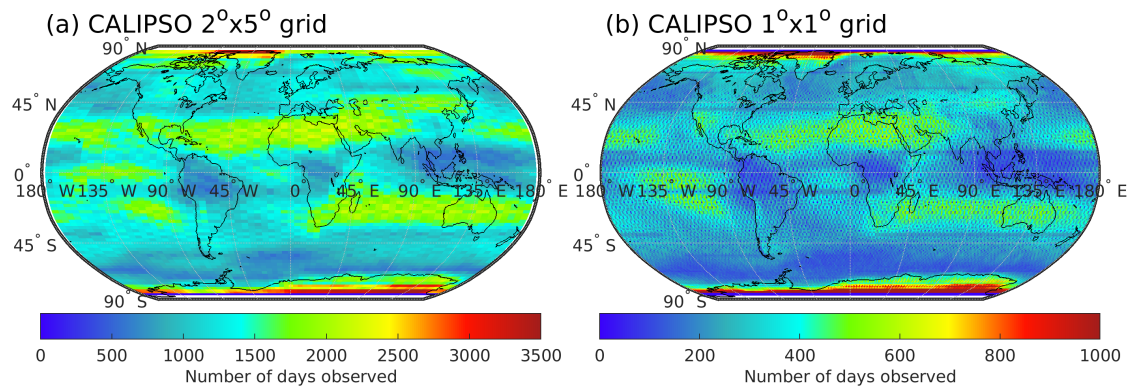 (a) CALIPSO 2°x5° grid
90° N
45° N
0°
180° W 135° W 90° W 45° W 0° 45° E 90° E 135° E 180° E
45° S
90° S
0 500 1000 1500 2000 2500 3000 3500
Number of days observed
(b) CALIPSO 1°x1° grid
90° N
45° N
0°
180° W 135° W 90° W 45° W 0° 45° E 90° E 135° E 180° E
45° S
90° S
0 200 400 600 800 1000
Number of days observed